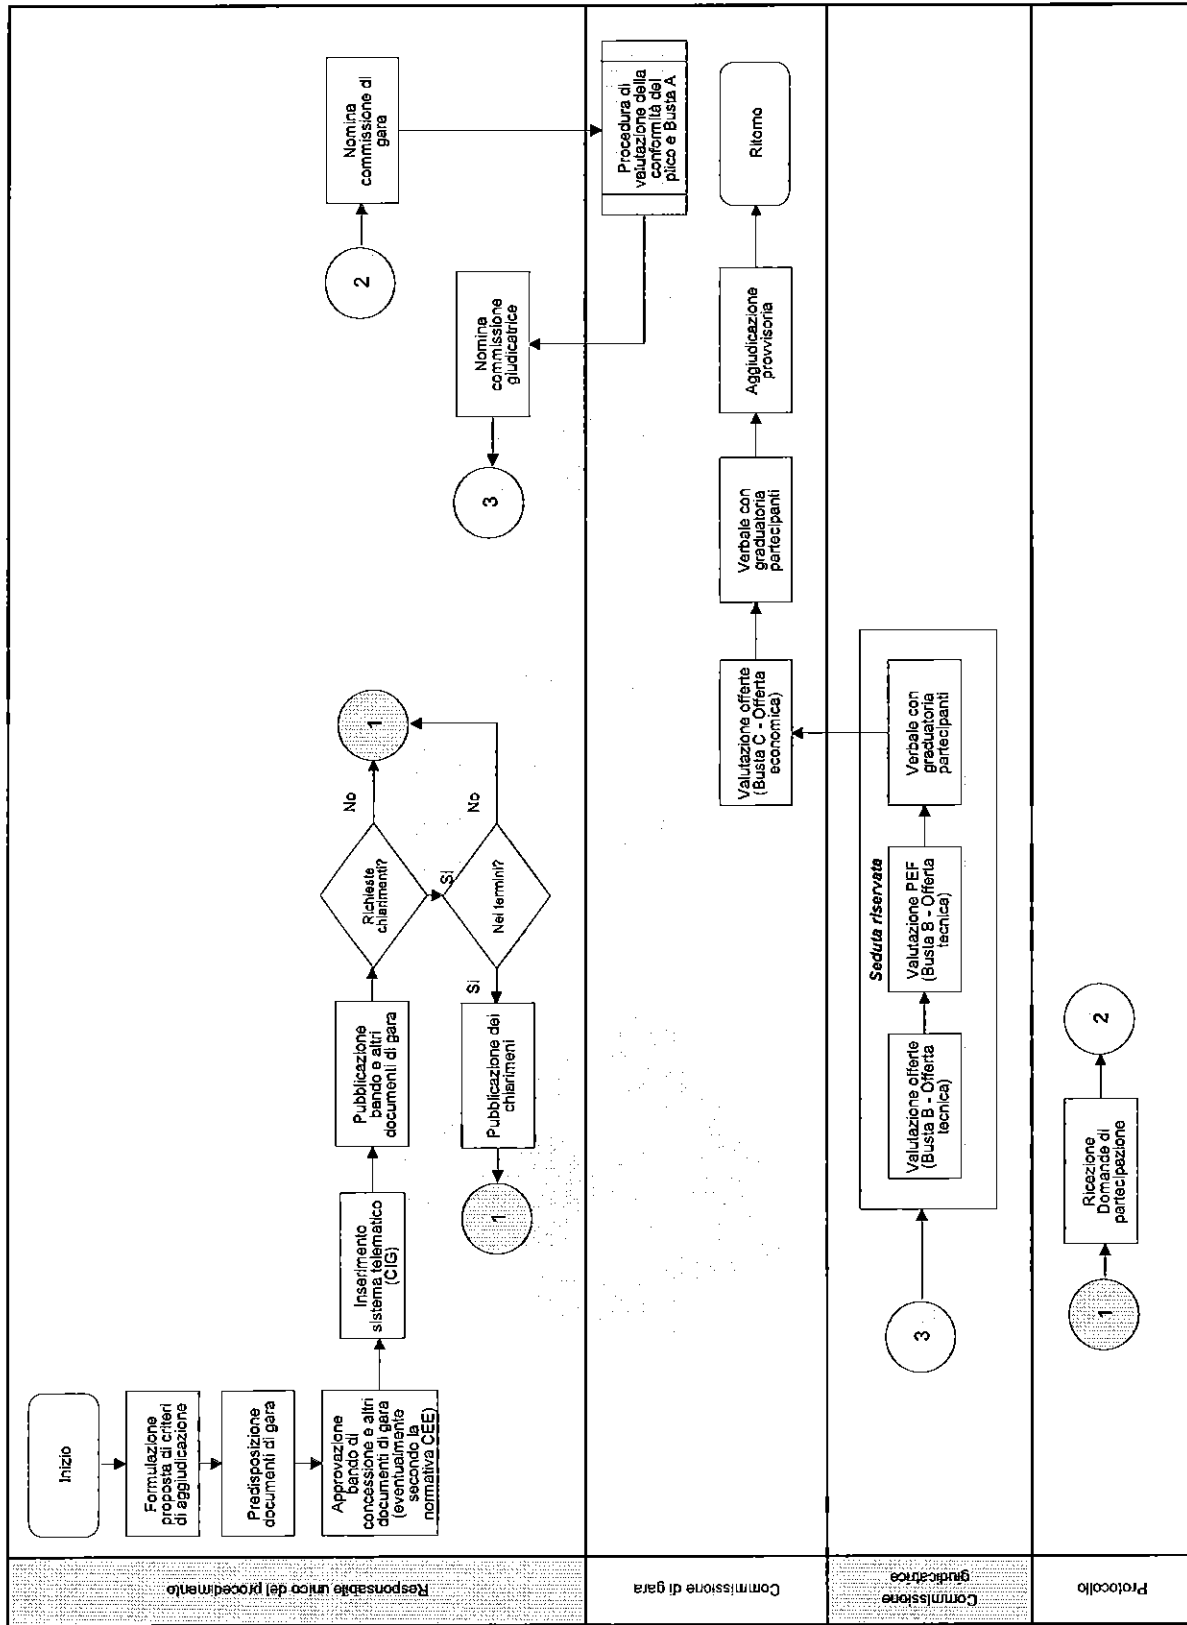 Responsabile unico del procedimento
Inizio
Formulazione
proposta di criteri
di aggiudicazione
Predisposizione
documenti di gara
Approvazione
bando di
concessione e altri
documenti di gara
(eventualmente
secondo la
normativa CEE)
Inserimento
sistema telematico
(CIG)
Pubblicazione
bando e altri
documenti di gara
Richieste
chiarimenti?
No
1
Si
Nei termini?
No
Si
Pubblicazione dei
chiarimeni
1
2
Nomina
commissione di
gara
Nomina
commissione
giudicatrice
3
Commissione di gara
Procedura di
valutazione della
conformità del
plico e Busta A
Valutazione offerte
(Busta C - Offerta
economica)
Verbale con
graduatoria
partecipanti
Aggiudicazione
provvisoria
Ritorno
Commissione
giudicatrice
3
Seduta riservata
Valutazione offerte
(Busta B - Offerta
tecnica)
Valutazione PEF
(Busta B - Offerta
tecnica)
Verbale con
graduatoria
partecipanti
Protocollo
1
Ricezione
Domande di
partecipazione
2